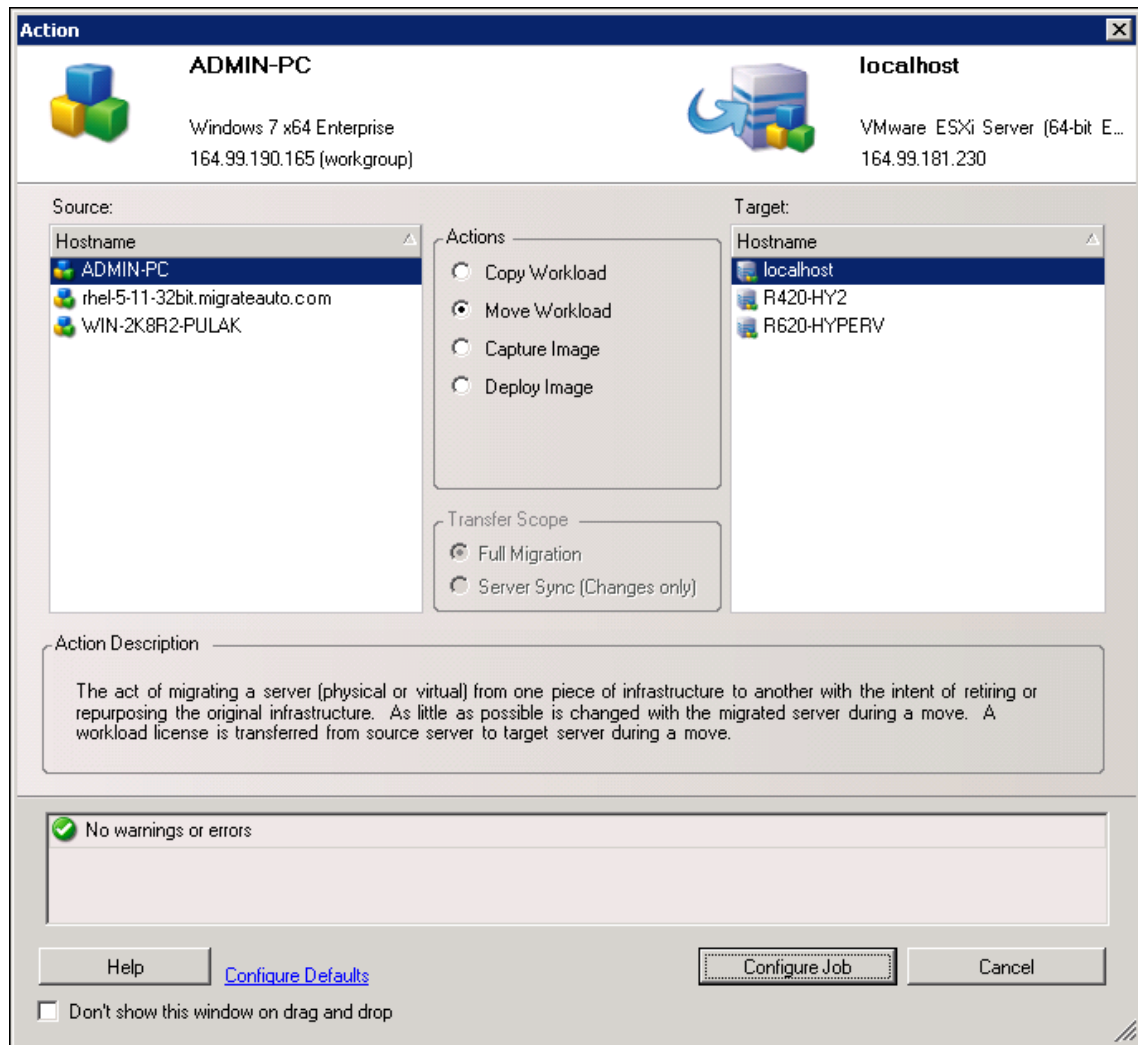 Action
ADMIN-PC
Windows 7 x64 Enterprise
164.99.190.165 (workgroup)
localhost
VMware ESXi Server (64-bit E...
164.99.181.230
Source:
Hostname
ADMIN-PC
rhel-5-11-32bit.migrateauto.com
WIN-2K8R2-PULAK
Actions
Copy Workload
Move Workload
Capture Image
Deploy Image
Transfer Scope
Full Migration
Server Sync (Changes only)
Target:
Hostname
localhost
R420-HY2
R620-HYPERV
Action Description
The act of migrating a server (physical or virtual) from one piece of infrastructure to another with the intent of retiring or
repurposing the original infrastructure. As little as possible is changed with the migrated server during a move. A
workload license is transferred from source server to target server during a move.
No warnings or errors
Help
Configure Defaults
Configure Job
Cancel
Don't show this window on drag and drop